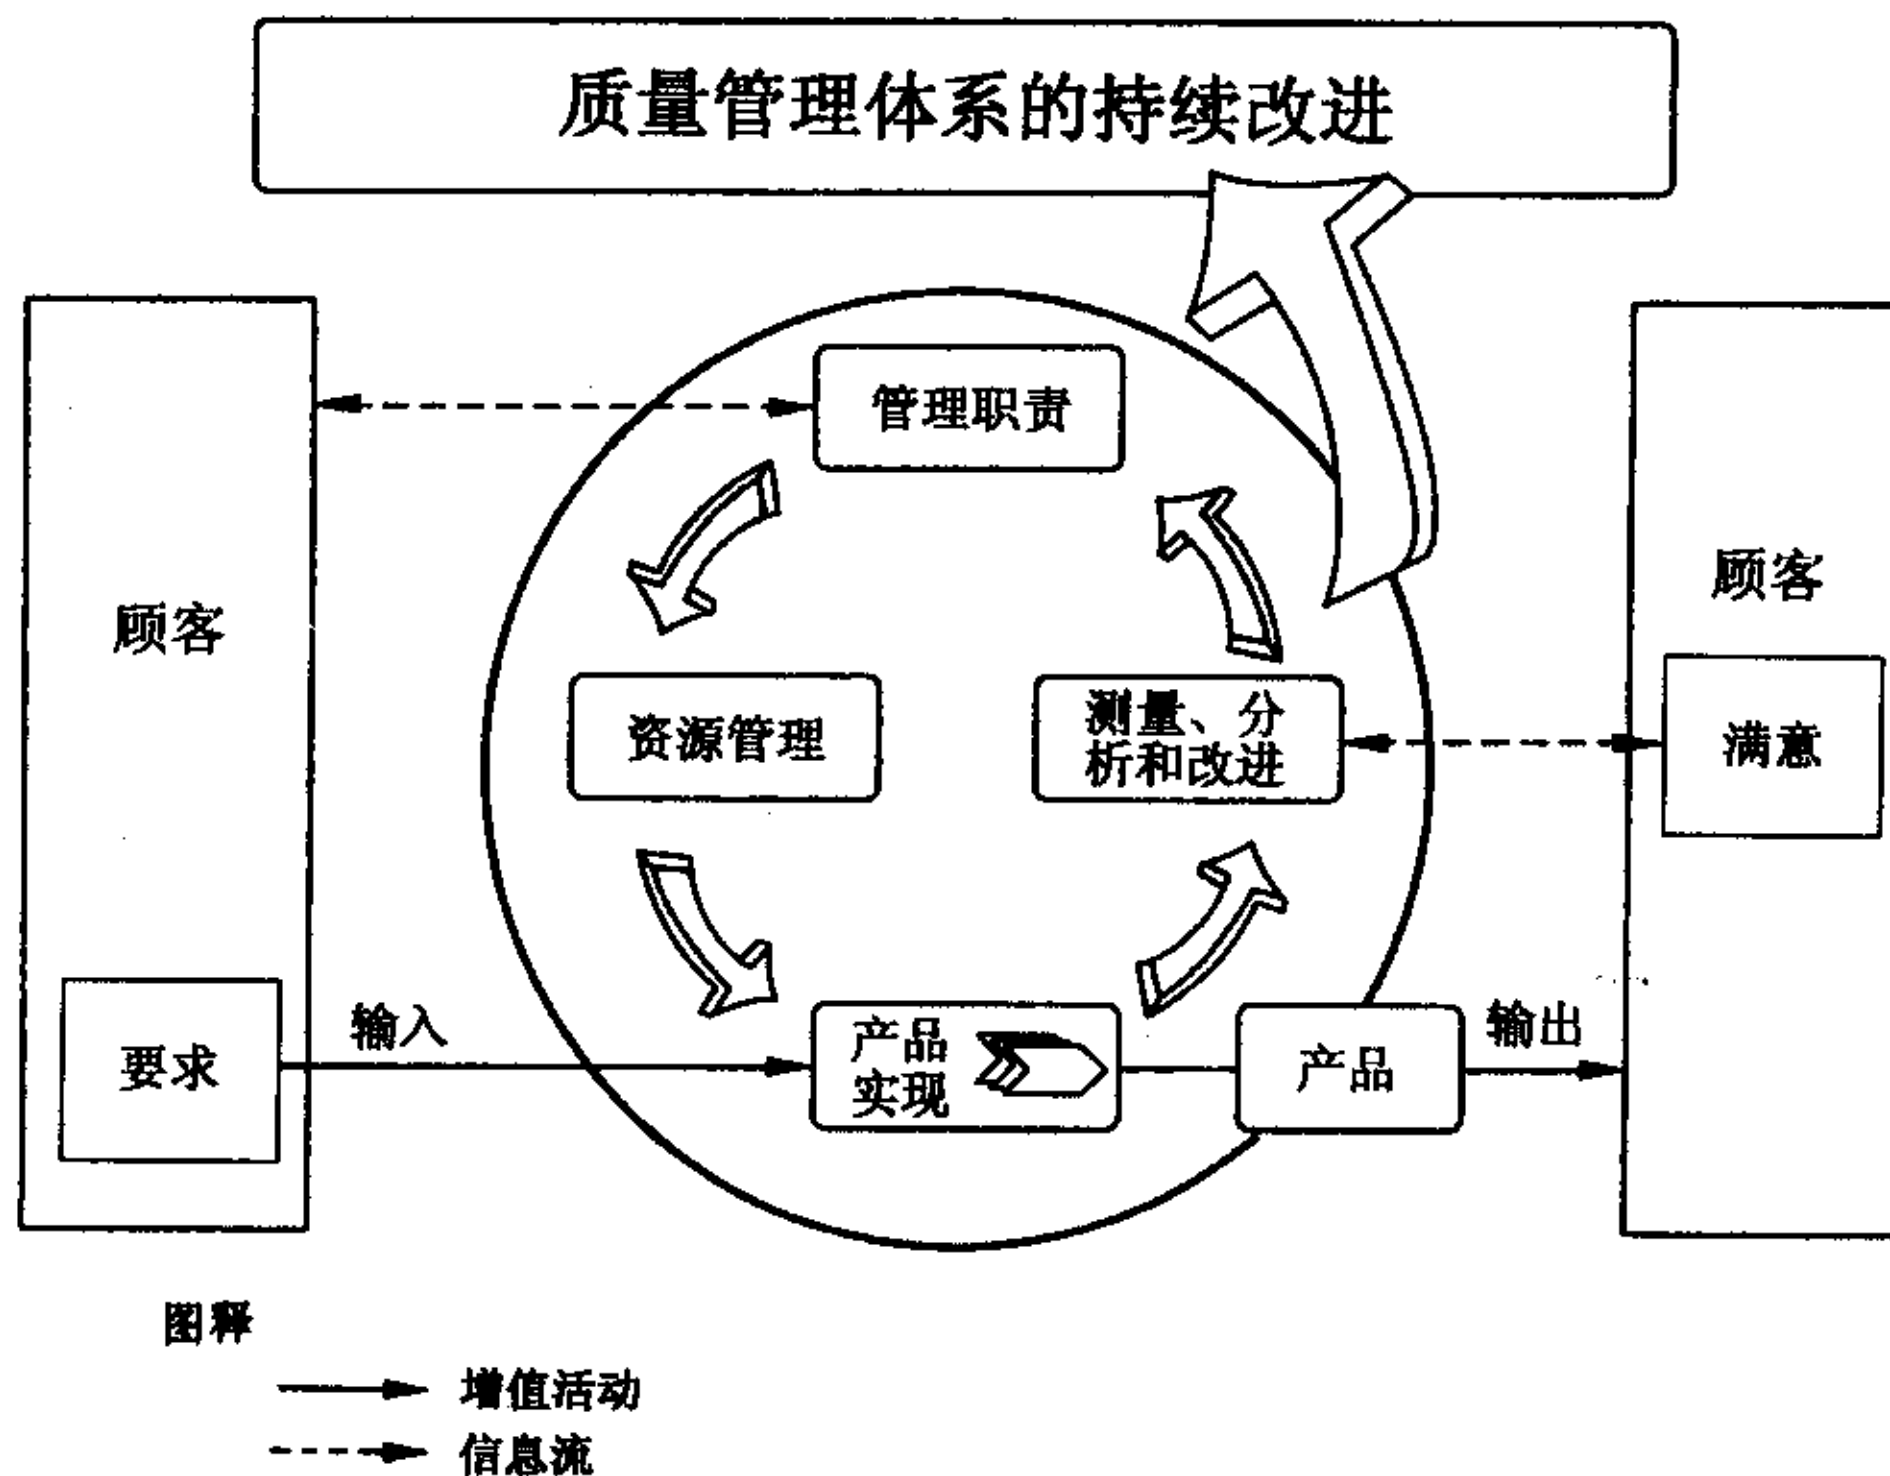 质量管理体系的持续改进
管理职责
顾客
顾客
资源管理
测量、分
析和改进
满意
要求
输入
产品
实现
产品
输出
图释
增值活动
信息流